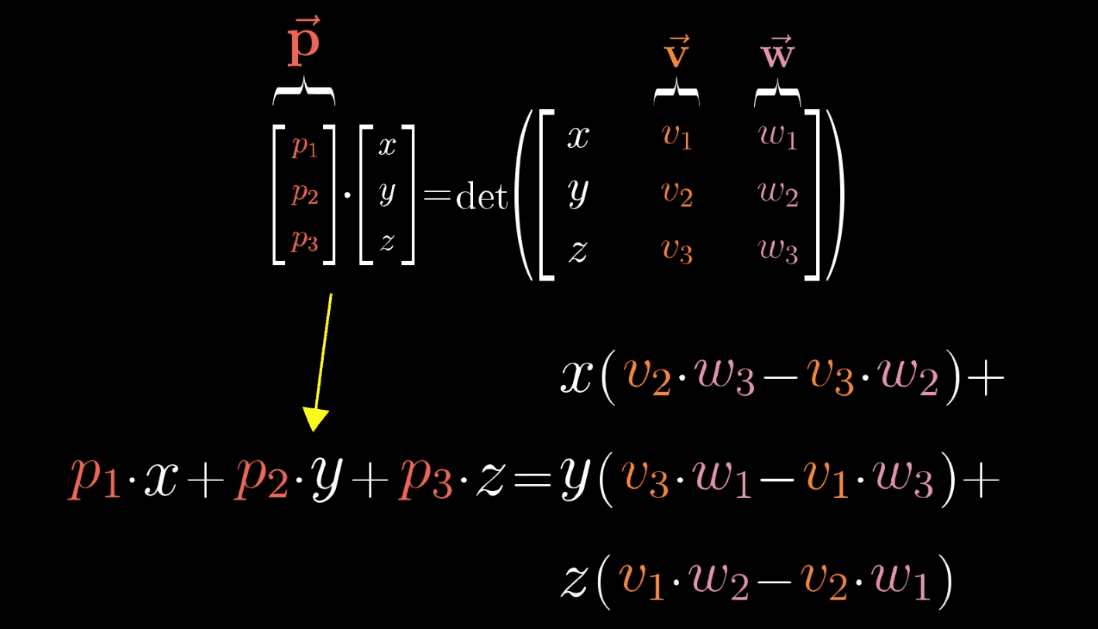 p⃗ v⃗ w⃗
[p₁ p₂ p₃] · [x y z] = det([x v₁ w₁
y v₂ w₂
z v₃ w₃])
x(v₂·w₃−v₃·w₂)+
p₁·x+p₂·y+p₃·z=y(v₃·w₁−v₁·w₃)+
z(v₁·w₂−v₂·w₁)